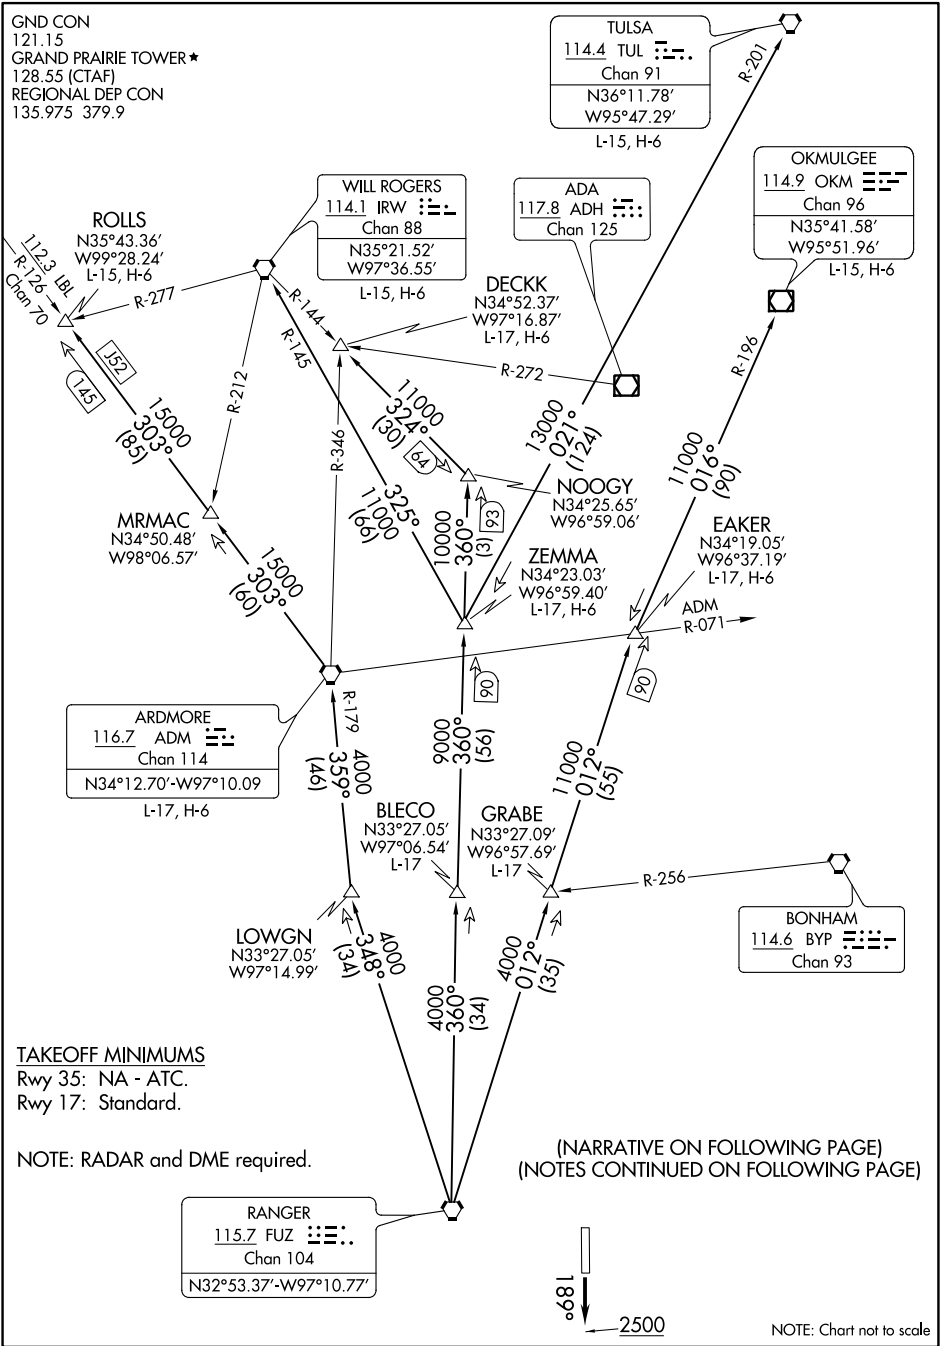 GND CON
121.15
GRAND PRAIRIE TOWER★
128.55 (CTAF)
REGIONAL DEP CON
135.975 379.9
TULSA
114.4 TUL
Chan 91
N36°11.78′
W95°47.29′
L-15, H-6
R-201
OKMULGEE
114.9 OKM
Chan 96
N35°41.58′
W95°51.96′
L-15, H-6
WILL ROGERS
114.1 IRW
Chan 88
N35°21.52′
W97°36.55′
L-15, H-6
ADA
117.8 ADH
Chan 125
ROLLS
N35°43.36′
W99°28.24′
L-15, H-6
112.3 LBL
R-126
Chan 70
R-277
R-144
R-145
R-212
DECKK
N34°52.37′
W97°16.87′
L-17, H-6
R-272
R-196
J52
145
15000
303°
(85)
R-346
11000
324°
(30)
64
13000
021°
(124)
11000
016°
(90)
325°
11000
(66)
10000
360°
(3)
93
NOOGY
N34°25.65′
W96°59.06′
MRMAC
N34°50.48′
W98°06.57′
EAKER
N34°19.05′
W96°37.19′
L-17, H-6
ZEMMA
N34°23.03′
W96°59.40′
L-17, H-6
15000
303°
(60)
ADM
R-071
90
90
ARDMORE
116.7 ADM
Chan 114
N34°12.70′-W97°10.09
L-17, H-6
R-179
4000
359°
(46)
9000
360°
(56)
11000
012°
(55)
BLECO
N33°27.05′
W97°06.54′
L-17
GRABE
N33°27.09′
W96°57.69′
L-17
R-256
BONHAM
114.6 BYP
Chan 93
LOWGN
N33°27.05′
W97°14.99′
4000
348°
(34)
4000
360°
(34)
4000
012°
(35)
TAKEOFF MINIMUMS
Rwy 35: NA - ATC.
Rwy 17: Standard.
NOTE: RADAR and DME required.
(NARRATIVE ON FOLLOWING PAGE)
(NOTES CONTINUED ON FOLLOWING PAGE)
RANGER
115.7 FUZ
Chan 104
N32°53.37′-W97°10.77′
189°
2500
NOTE: Chart not to scale